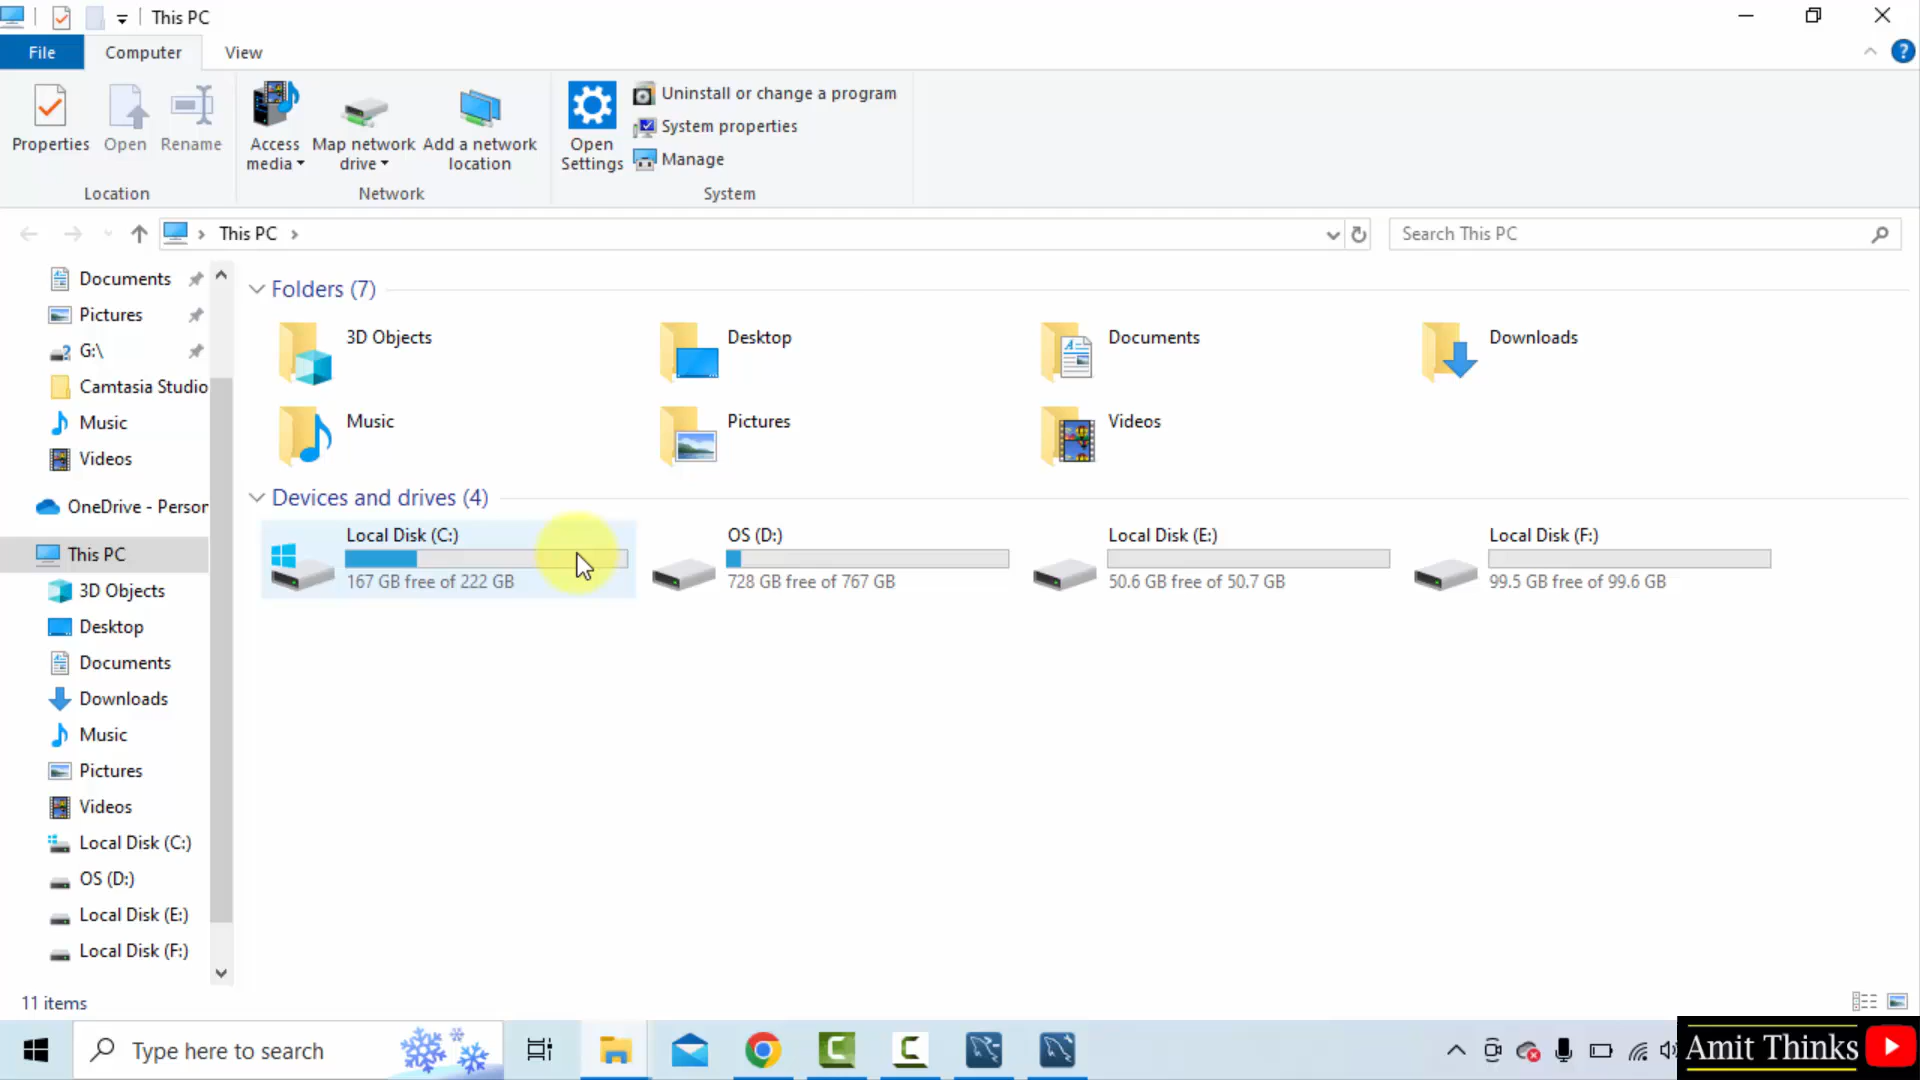 This PC
File
Computer
View
Properties
Open
Rename
Access media
Map network drive
Add a network location
Open Settings
Uninstall or change a program
System properties
Manage
Location
Network
System
This PC
Search This PC
Documents
Pictures
G:\
Camtasia Studio
Music
Videos
OneDrive - Person
This PC
3D Objects
Desktop
Documents
Downloads
Music
Pictures
Videos
Local Disk (C:)
OS (D:)
Local Disk (E:)
Local Disk (F:)
Folders (7)
3D Objects
Desktop
Documents
Downloads
Music
Pictures
Videos
Devices and drives (4)
Local Disk (C:)
167 GB free of 222 GB
OS (D:)
728 GB free of 767 GB
Local Disk (E:)
50.6 GB free of 50.7 GB
Local Disk (F:)
99.5 GB free of 99.6 GB
11 items
Type here to search
Amit Thinks